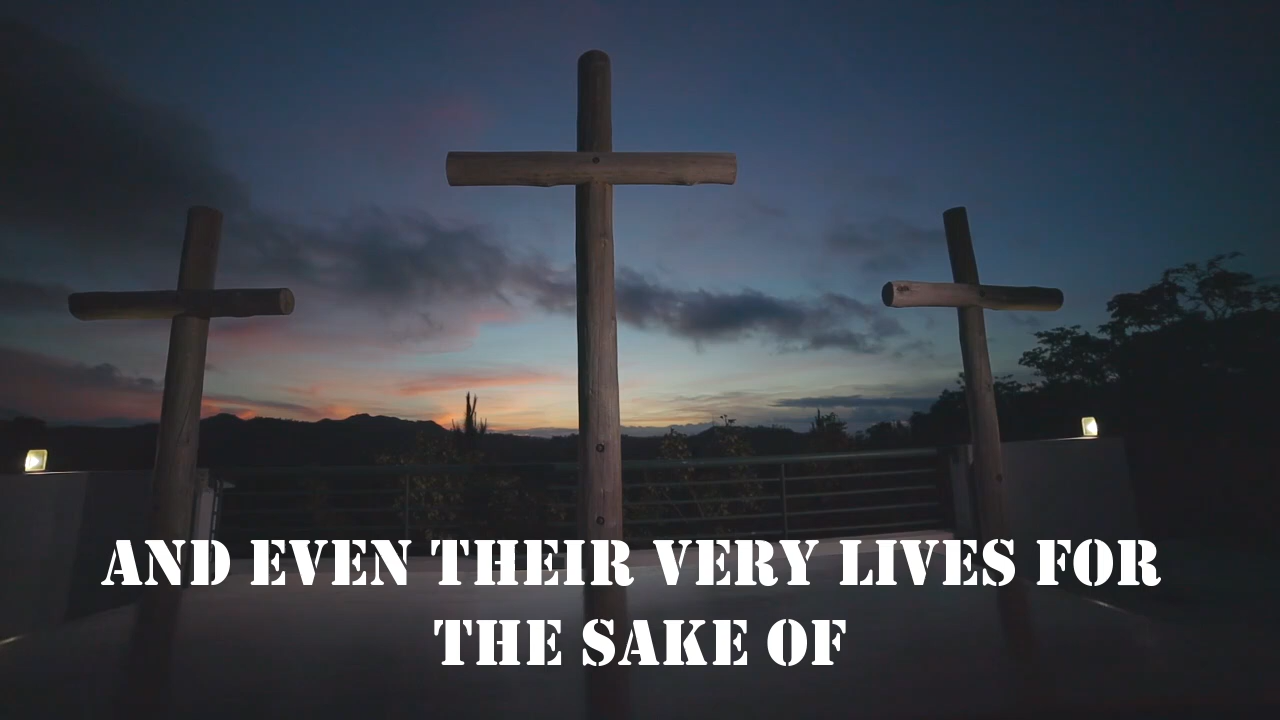 AND EVEN THEIR VERY LIVES FOR
THE SAKE OF